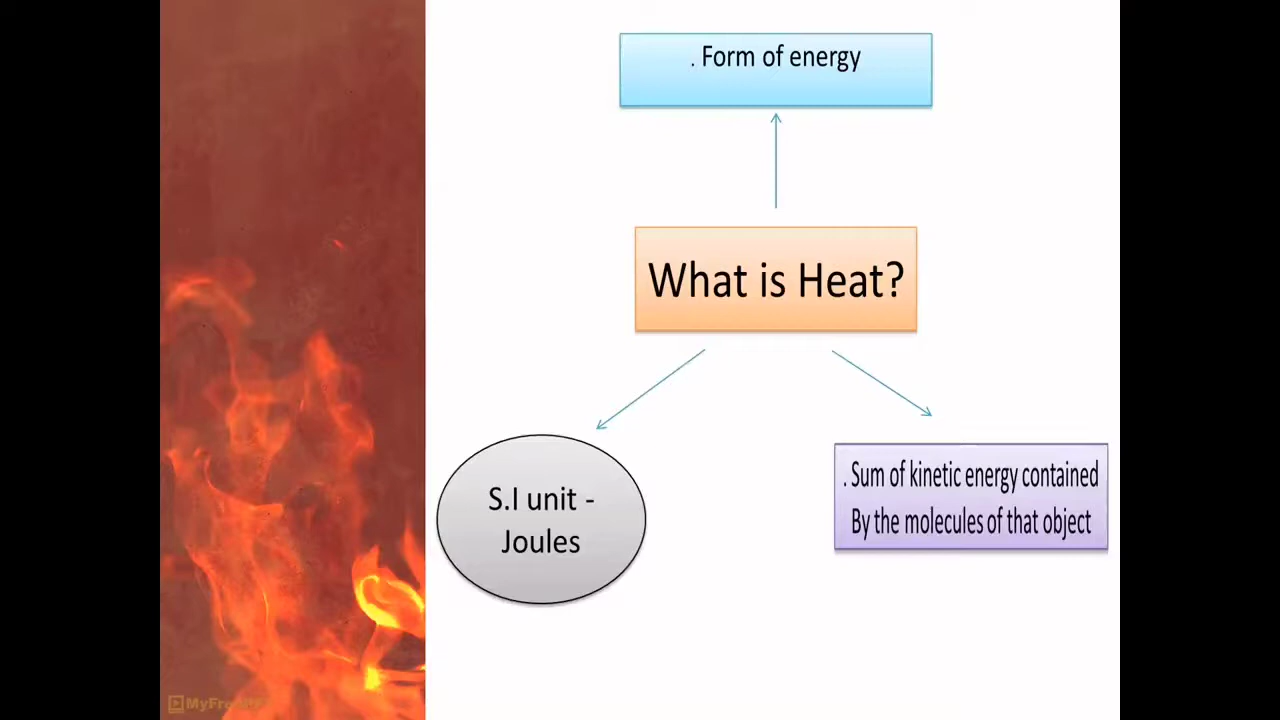 . Form of energy
What is Heat?
S.I unit -
Joules
. Sum of kinetic energy contained
By the molecules of that object